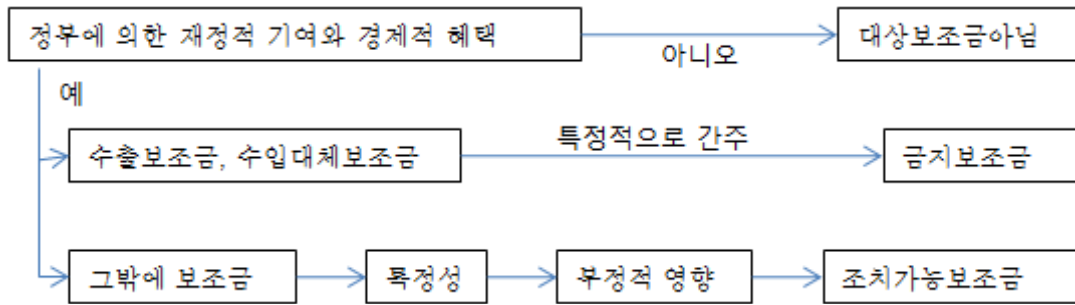 정부에 의한 재정적 기여와 경제적 혜택
아니오
대상보조금아님
예
수출보조금, 수입대체보조금
특정적으로 간주
금지보조금
그밖에 보조금
특정성
부정적 영향
조치가능보조금